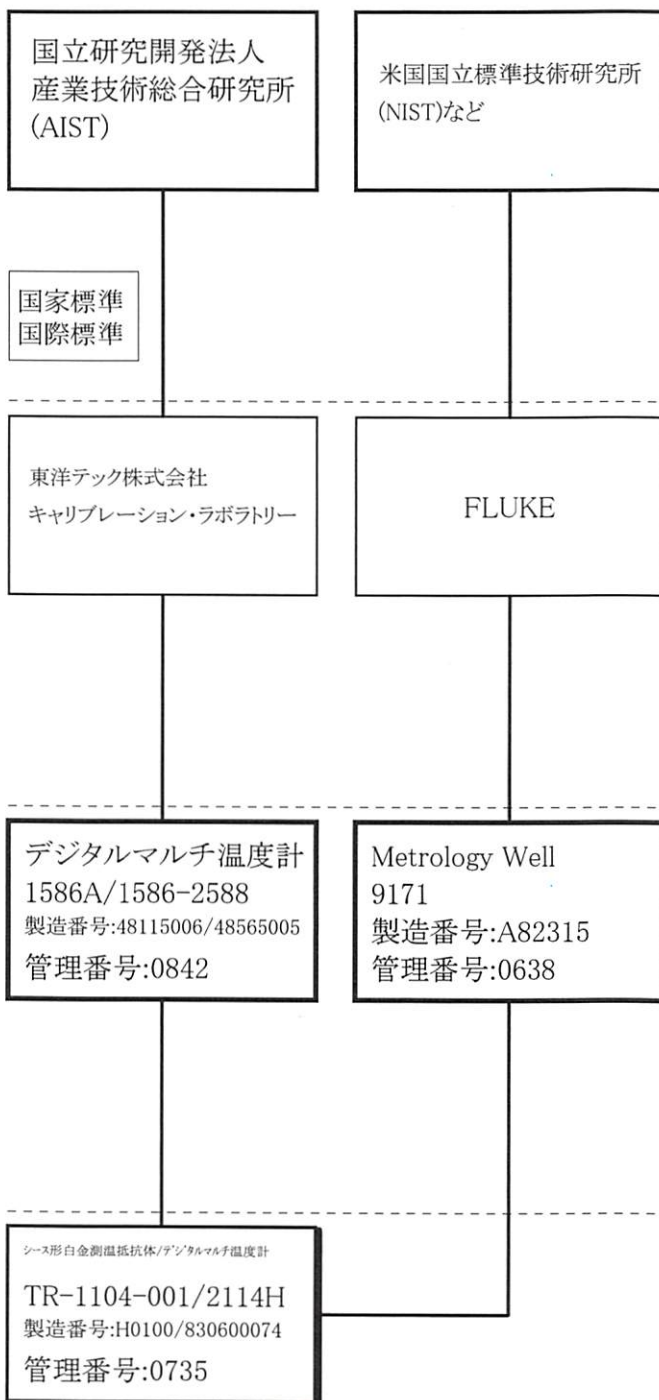 国立研究開発法人
産業技術総合研究所
(AIST)
米国国立標準技術研究所
(NIST)など
国家標準
国際標準
東洋テック株式会社
キャリブレーション・ラボラトリー
FLUKE
デジタルマルチ温度計
1586A/1586-2588
製造番号:48115006/48565005
管理番号:0842
Metrology Well
9171
製造番号:A82315
管理番号:0638
シース形白金測温抵抗体/デジタルマルチ温度計
TR-1104-001/2114H
製造番号:H0100/830600074
管理番号:0735